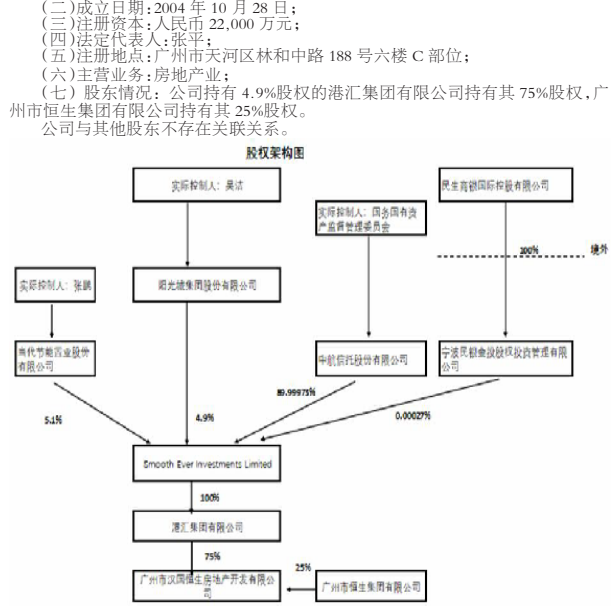 (二)成立日期:2004 年 10 月 28 日;
(三)注册资本:人民币 22,000 万元;
(四)法定代表人:张平;
(五)注册地点:广州市天河区林和中路 188 号六楼 C 部位;
(六)主营业务:房地产业;
(七) 股东情况: 公司持有 4.9%股权的港汇集团有限公司持有其 75%股权,广
州市恒生集团有限公司持有其 25%股权。
公司与其他股东不存在关联关系。
股权架构图
实际控制人: 吴洁
实际控制人: 国务国有资
产监督管理委员会
民生商银国际控股有限公司
100%
境外
实际控制人: 张鹏
阳光城集团股份有限公司
当代节能置业股份
有限公司
中航信托股份有限公司
宁波民银金投股权投资管理有限
公司
5.1%
4.9%
89.99973%
0.00027%
Smooth Ever Investments Limited
100%
港汇集团有限公司
75%
25%
广州市汉国恒生房地产开发有限公
司
广州市恒生集团有限公司